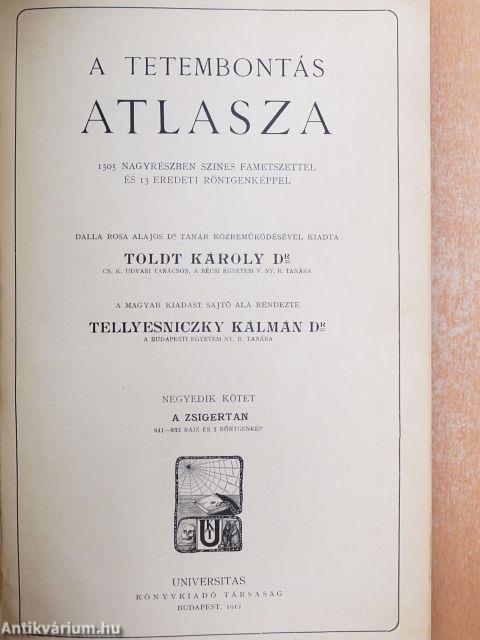 A TETEMBONTÁS
ATLASZA
1505 NAGYRÉSZBEN SZINES FAMETSZETTEL
ÉS 13 EREDETI RÖNTGENKÉPPEL
DALLA ROSA ALAJOS DR TANÁR KÖZREMŰKÖDÉSÉVEL KIADTA
TOLDT KÁROLY DR
CS. K. UDVARI TANÁCSOS, A BÉCSI EGYETEM V. NY. R. TANÁRA
A MAGYAR KIADÁST SAJTÓ ALÁ RENDEZTE
TELLYESNICZKY KÁLMÁN DR
A BUDAPESTI EGYETEM NY. R. TANÁRA
NEGYEDIK KÖTET
A ZSIGERTAN
641—932 RAJZ ÉS 2 RÖNTGENKÉP
UKT
UNIVERSITAS
KÖNYVKIADÓ TÁRSASÁG
BUDAPEST, 1912
Antikvárium.hu